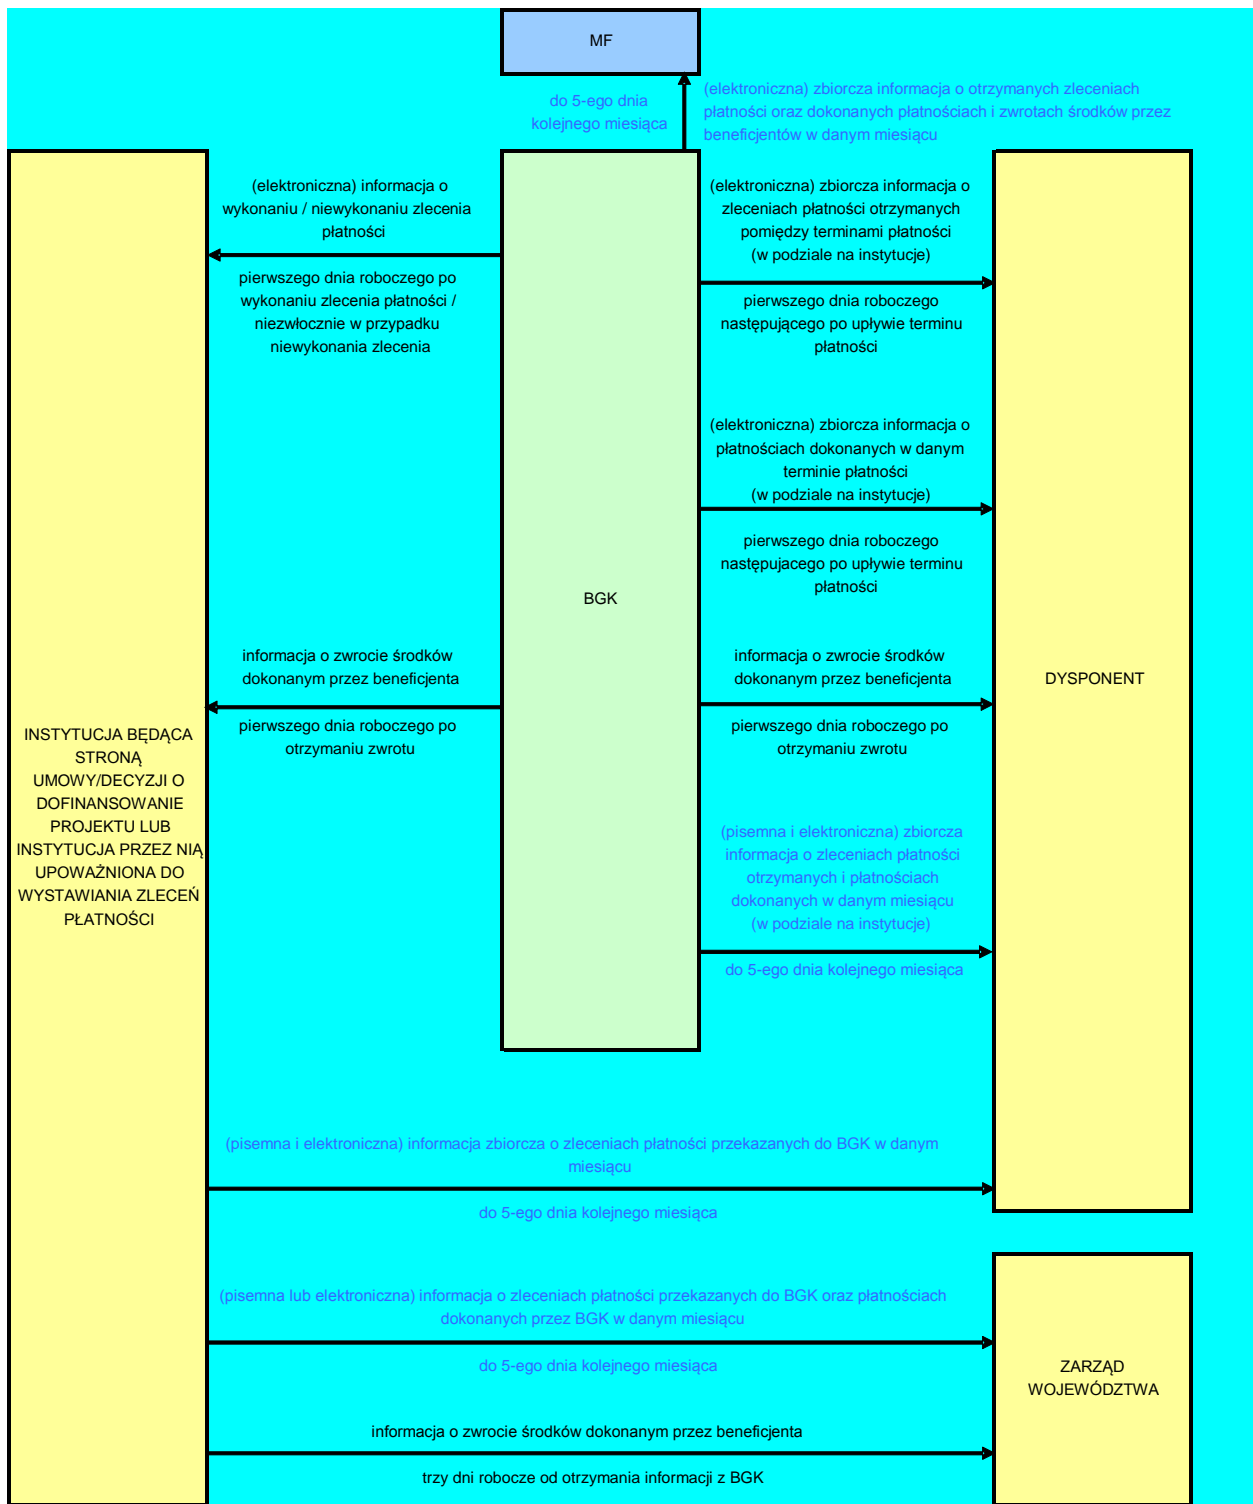 MF
do 5-ego dnia
kolejnego miesiąca
(elektroniczna) zbiorcza informacja o otrzymanych zleceniach
płatności oraz dokonanych płatnościach i zwrotach środków przez
beneficjentów w danym miesiącu
(elektroniczna) informacja o
wykonaniu / niewykonaniu zlecenia
płatności
pierwszego dnia roboczego po
wykonaniu zlecenia płatności /
niezwłocznie w przypadku
niewykonania zlecenia
(elektroniczna) zbiorcza informacja o
zleceniach płatności otrzymanych
pomiędzy terminami płatności
(w podziale na instytucje)
pierwszego dnia roboczego
następującego po upływie terminu
płatności
(elektroniczna) zbiorcza informacja o
płatnościach dokonanych w danym
terminie płatności
(w podziale na instytucje)
pierwszego dnia roboczego
następujacego po upływie terminu
płatności
BGK
informacja o zwrocie środków
dokonanym przez beneficjenta
pierwszego dnia roboczego po
otrzymaniu zwrotu
informacja o zwrocie środków
dokonanym przez beneficjenta
pierwszego dnia roboczego po
otrzymaniu zwrotu
DYSPONENT
INSTYTUCJA BĘDĄCA
STRONĄ
UMOWY/DECYZJI O
DOFINANSOWANIE
PROJEKTU LUB
INSTYTUCJA PRZEZ NIĄ
UPOWAŻNIONA DO
WYSTAWIANIA ZLECEŃ
PŁATNOŚCI
(pisemna i elektroniczna) zbiorcza
informacja o zleceniach płatności
otrzymanych i płatnościach
dokonanych w danym miesiącu
(w podziale na instytucje)
do 5-ego dnia kolejnego miesiąca
(pisemna i elektroniczna) informacja zbiorcza o zleceniach płatności przekazanych do BGK w danym
miesiącu
do 5-ego dnia kolejnego miesiąca
(pisemna lub elektroniczna) informacja o zleceniach płatności przekazanych do BGK oraz płatnościach
dokonanych przez BGK w danym miesiącu
do 5-ego dnia kolejnego miesiąca
ZARZĄD
WOJEWÓDZTWA
informacja o zwrocie środków dokonanym przez beneficjenta
trzy dni robocze od otrzymania informacji z BGK